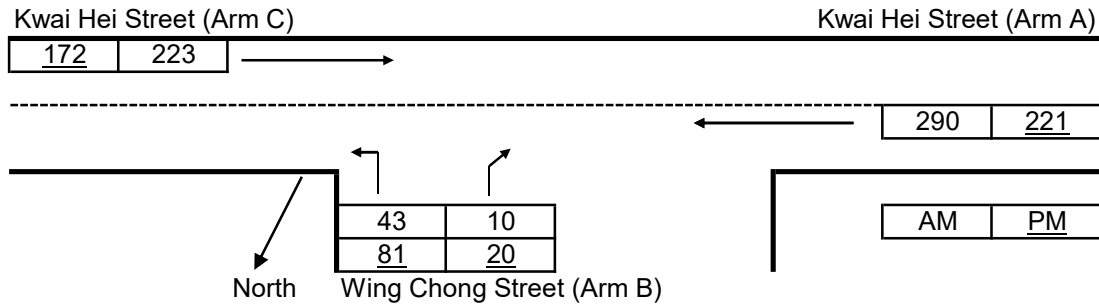 Kwai Hei Street (Arm C) Kwai Hei Street (Arm A)
172 223
290 221
43 10 AM PM
81 20
North Wing Chong Street (Arm B)